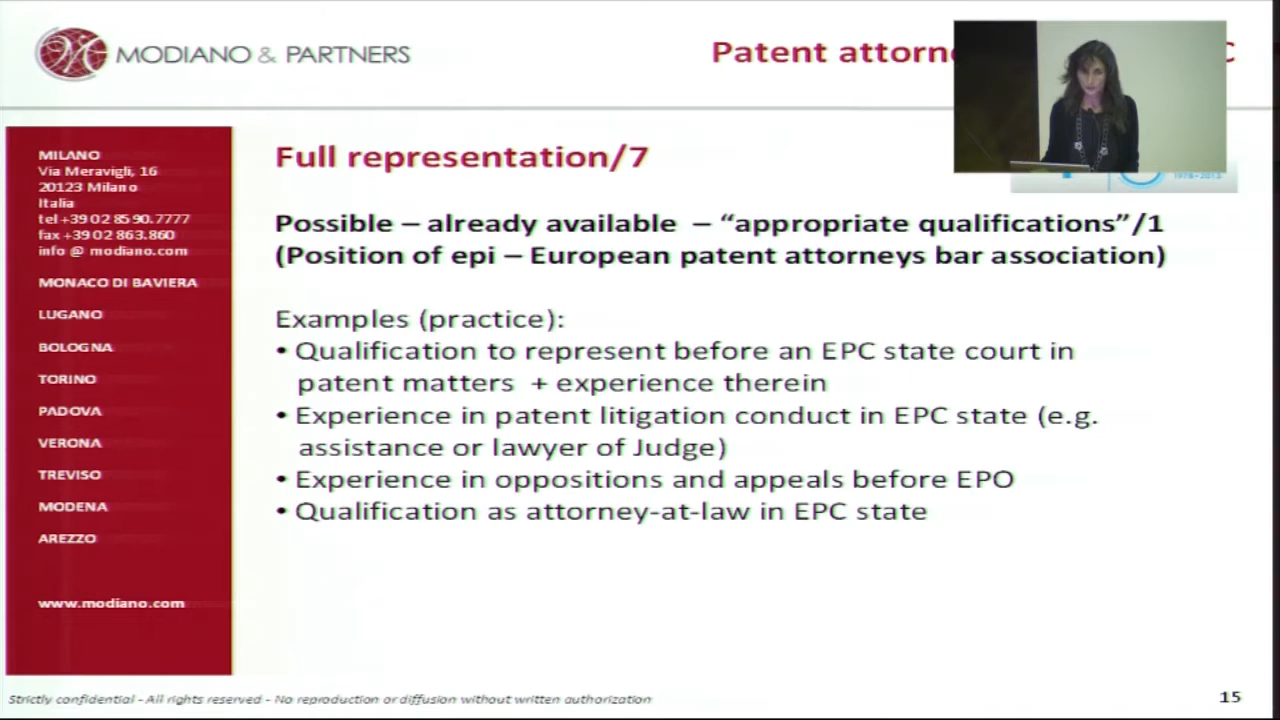 MODIANO & PARTNERS
Patent attorne
C
MILANO
Via Meravigli, 16
20123 Milano
Italia
tel +39 02 8590.7777
fax +39 02 863.860
info @ modiano.com
MONACO DI BAVIERA
LUGANO
BOLOGNA
TORINO
PADOVA
VERONA
TREVISO
MODENA
AREZZO
www.modiano.com
Full representation/7
Possible – already available – “appropriate qualifications”/1
(Position of epi – European patent attorneys bar association)
Examples (practice):
• Qualification to represent before an EPC state court in
patent matters + experience therein
• Experience in patent litigation conduct in EPC state (e.g.
assistance or lawyer of Judge)
• Experience in oppositions and appeals before EPO
• Qualification as attorney-at-law in EPC state
Strictly confidential - All rights reserved - No reproduction or diffusion without written authorization
15